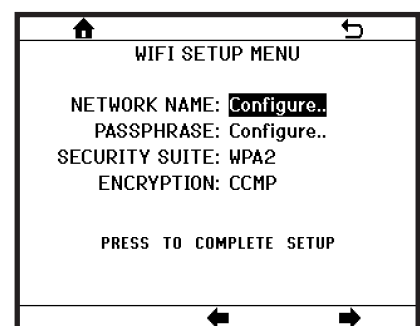 WIFI SETUP MENU
NETWORK NAME: Configure..
PASSPHRASE: Configure..
SECURITY SUITE: WPA2
ENCRYPTION: CCMP
PRESS TO COMPLETE SETUP